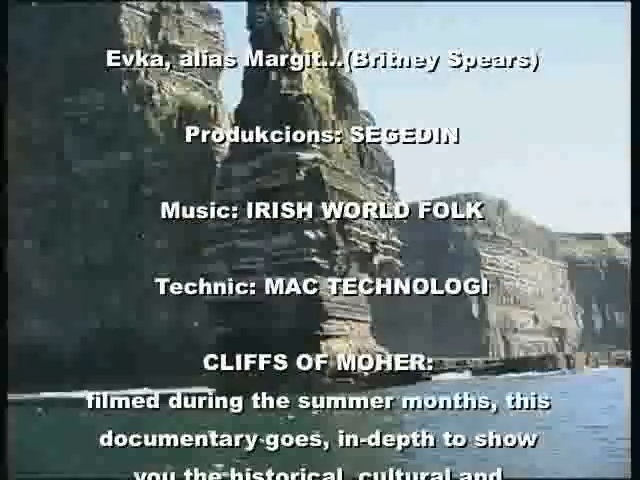 Evka, alias Margit...(Britney Spears)
Produkcions: SEGEDIN
Music: IRISH WORLD FOLK
Technic: MAC TECHNOLOGI
CLIFFS OF MOHER:
filmed during the summer months, this
documentary goes, in-depth to show
you the historical, cultural and